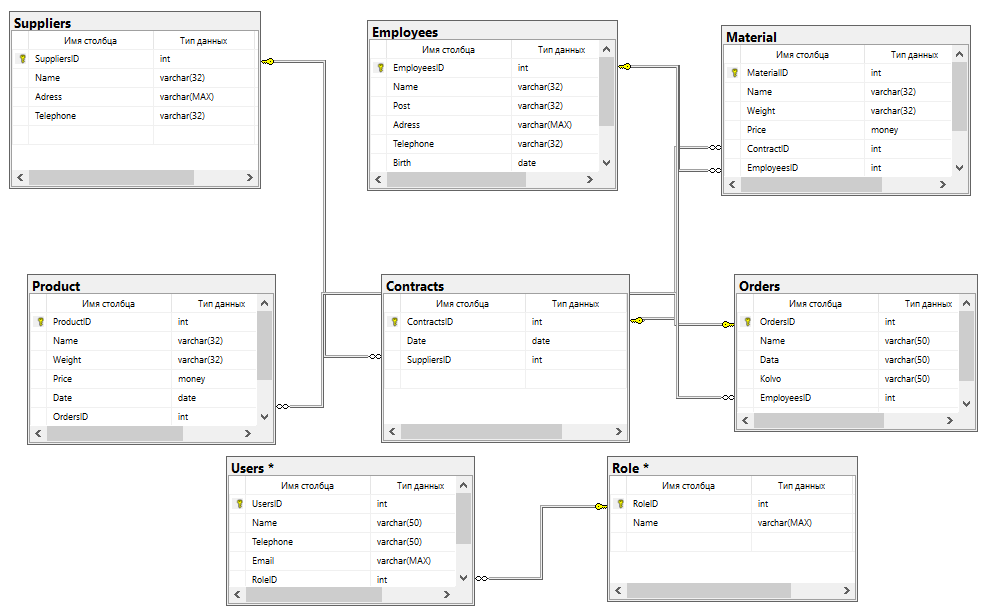 Suppliers
Имя столбца Тип данных
SuppliersID int
Name varchar(32)
Adress varchar(MAX)
Telephone varchar(32)
Employees
Имя столбца Тип данных
EmployeesID int
Name varchar(32)
Post varchar(32)
Adress varchar(MAX)
Telephone varchar(32)
Birth date
Material
Имя столбца Тип данных
MaterialID int
Name varchar(32)
Weight varchar(32)
Price money
ContractID int
EmployeesID int
Product
Имя столбца Тип данных
ProductID int
Name varchar(32)
Weight varchar(32)
Price money
Date date
OrdersID int
Contracts
Имя столбца Тип данных
ContractsID int
Date date
SuppliersID int
Orders
Имя столбца Тип данных
OrdersID int
Name varchar(50)
Data varchar(50)
Kolvo varchar(50)
EmployeesID int
Users *
Имя столбца Тип данных
UsersID int
Name varchar(50)
Telephone varchar(50)
Email varchar(MAX)
RoleID int
Role *
Имя столбца Тип данных
RoleID int
Name varchar(MAX)